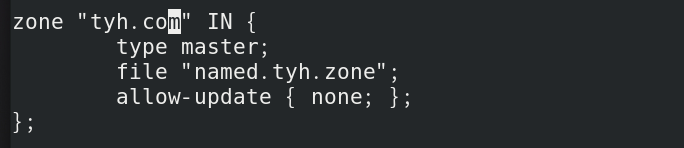 zone "tyh.com" IN {
        type master;
        file "named.tyh.zone";
        allow-update { none; };
};